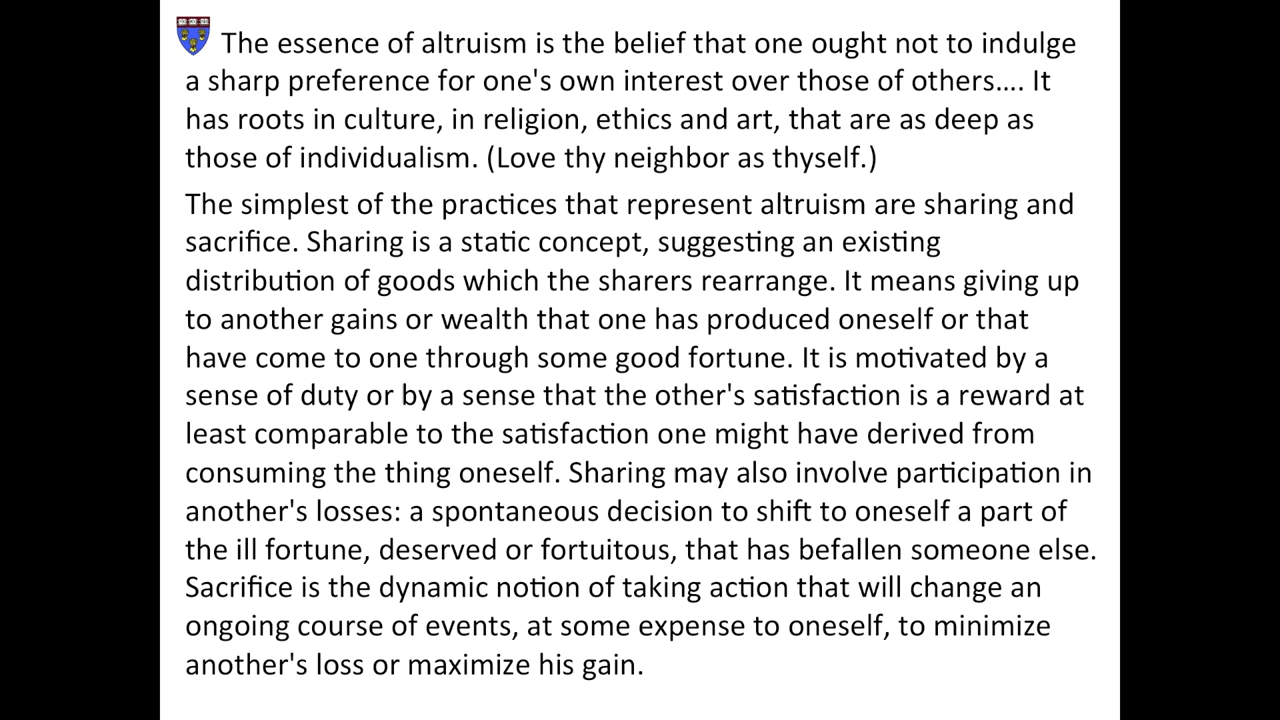 The essence of altruism is the belief that one ought not to indulge
a sharp preference for one's own interest over those of others.... It
has roots in culture, in religion, ethics and art, that are as deep as
those of individualism. (Love thy neighbor as thyself.)
The simplest of the practices that represent altruism are sharing and
sacrifice. Sharing is a static concept, suggesting an existing
distribution of goods which the sharers rearrange. It means giving up
to another gains or wealth that one has produced oneself or that
have come to one through some good fortune. It is motivated by a
sense of duty or by a sense that the other's satisfaction is a reward at
least comparable to the satisfaction one might have derived from
consuming the thing oneself. Sharing may also involve participation in
another's losses: a spontaneous decision to shift to oneself a part of
the ill fortune, deserved or fortuitous, that has befallen someone else.
Sacrifice is the dynamic notion of taking action that will change an
ongoing course of events, at some expense to oneself, to minimize
another's loss or maximize his gain.